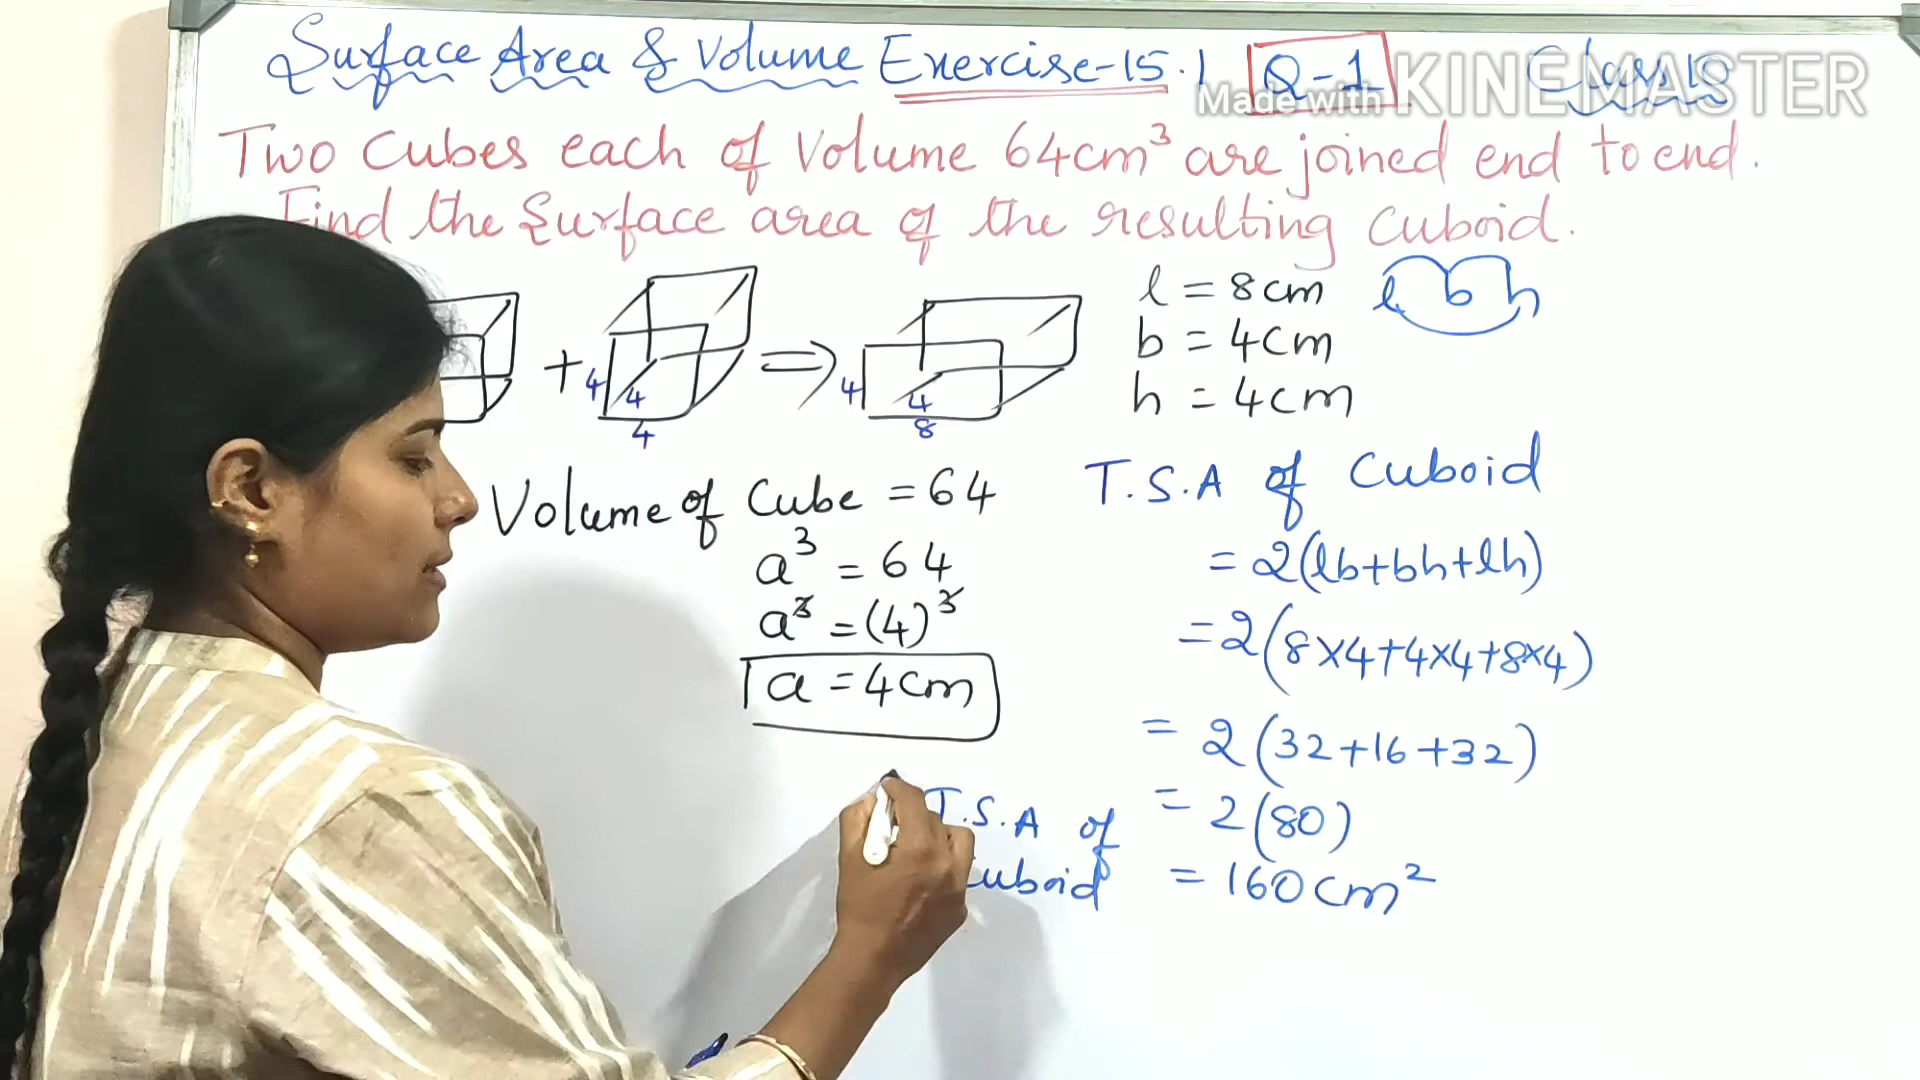 Surface Area & Volume Exercise-15.1 Q-1 Class 10
Made with KINEMASTER
Two Cubes each of Volume 64cm³ are joined end to end.
Find the Surface area of the resulting Cuboid.
l = 8cm
b = 4cm
h = 4cm
l b h
+ 4 4 4 ⇒ 4 4 8
Volume of Cube = 64
a³ = 64
a³ = (4)³
a = 4cm
T.S.A of Cuboid
= 2(lb+bh+lh)
= 2(8×4+4×4+8×4)
= 2(32+16+32)
= 2(80)
T.S.A of Cuboid = 160cm²